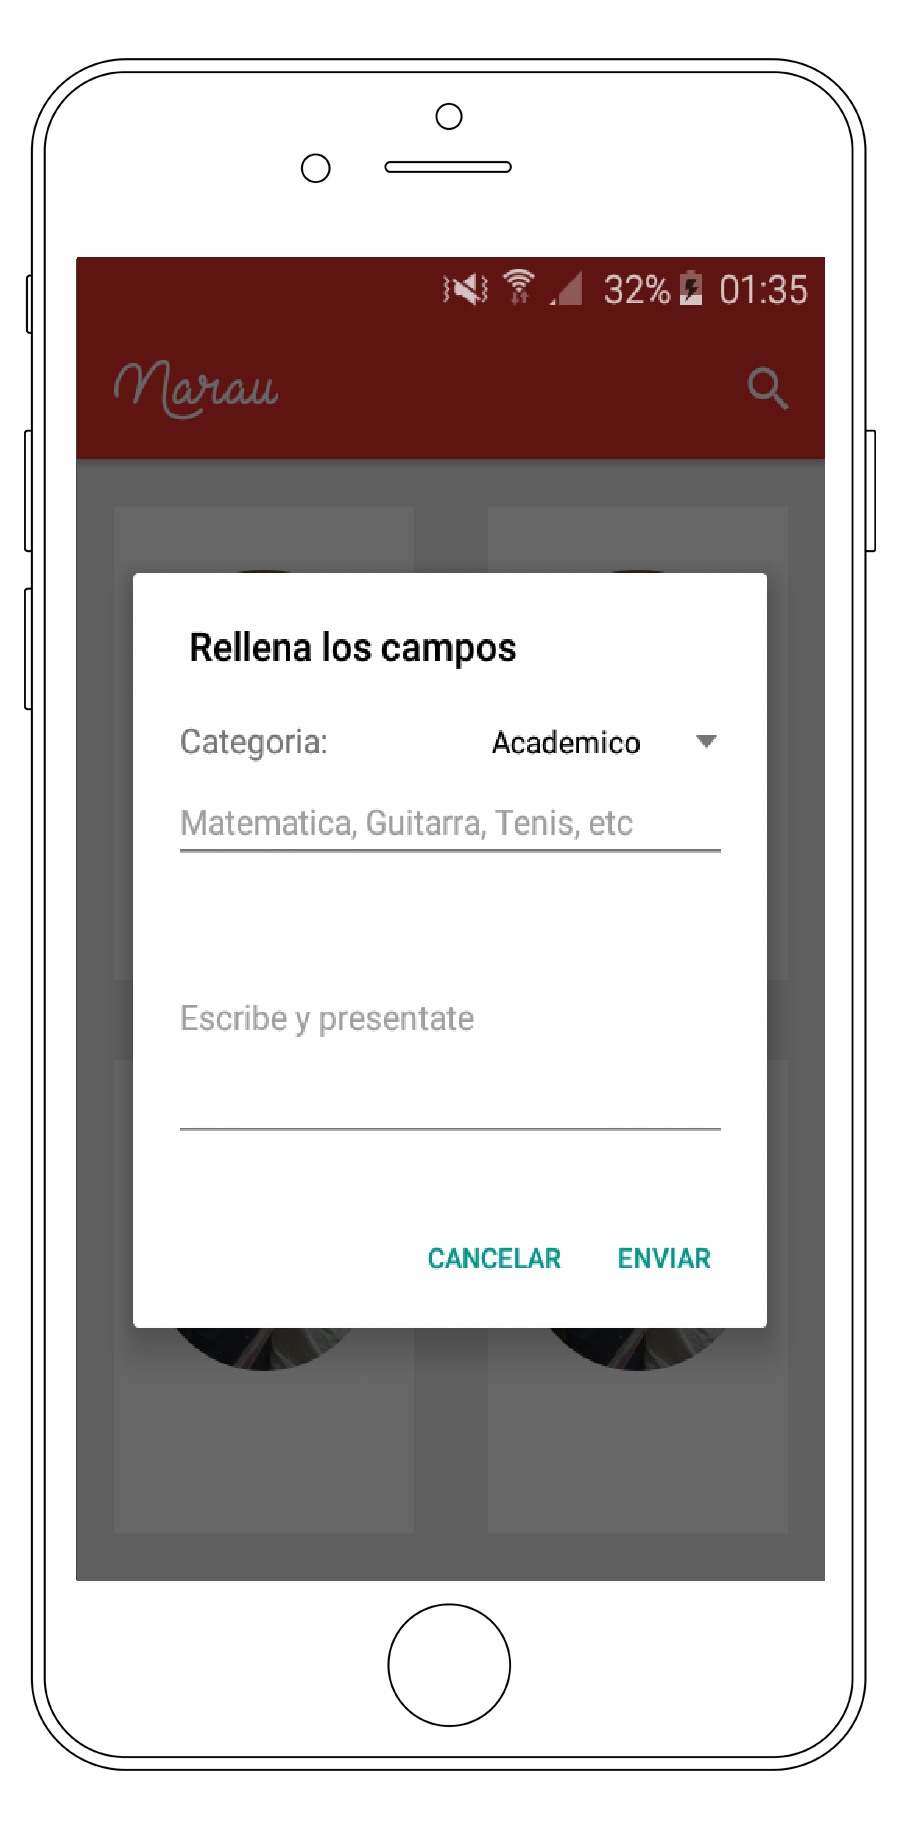 32% 01:35
Narau
Rellena los campos
Categoria: Academico
Matematica, Guitarra, Tenis, etc
Escribe y presentate
CANCELAR ENVIAR